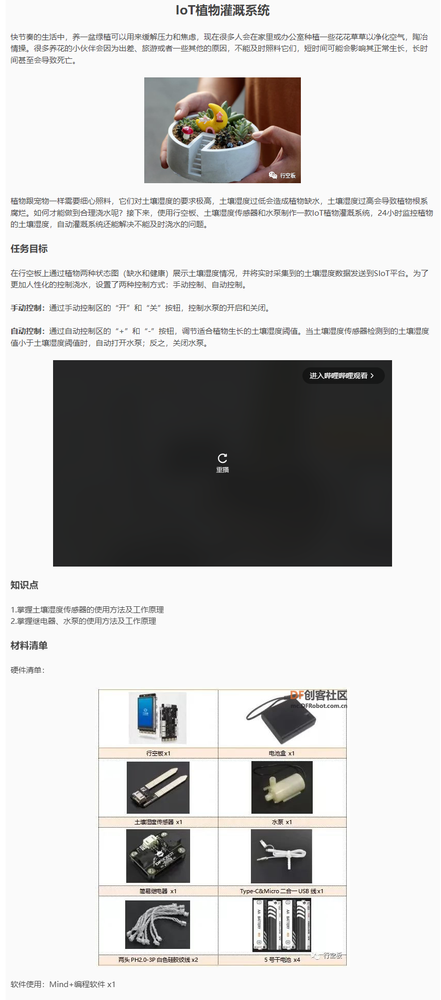 IoT植物灌溉系统
快节奏的生活中，养一盆绿植可以用来缓解压力和焦虑，现在很多人会在家里或办公室种植一些花花草草以净化空气，陶冶
情操。很多养花的小伙伴会因为出差、旅游或者一些其他的原因，不能及时照料它们，短时间可能会影响其正常生长，长时
间甚至会导致死亡。
行空板
植物跟宠物一样需要细心照料，它们对土壤湿度的要求极高，土壤湿度过低会造成植物缺水，土壤湿度过高会导致植物根系
腐烂。如何才能做到合理浇水呢？接下来，使用行空板、土壤湿度传感器和水泵制作一款IoT植物灌溉系统，24小时监控植物
的土壤湿度，自动灌溉系统还能解决不能及时浇水的问题。
任务目标
在行空板上通过植物两种状态图（缺水和健康）展示土壤湿度情况，并将实时采集到的土壤湿度数据发送到SIoT平台。为了
更加人性化的控制浇水，设置了两种控制方式：手动控制、自动控制。
手动控制：通过手动控制区的“开”和“关”按钮，控制水泵的开启和关闭。
自动控制：通过自动控制区的“+”和“-”按钮，调节适合植物生长的土壤湿度阈值。当土壤湿度传感器检测到的土壤湿度
值小于土壤湿度阈值时，自动打开水泵；反之，关闭水泵。
进入哔哩哔哩观看
重播
知识点
1.掌握土壤湿度传感器的使用方法及工作原理
2.掌握继电器、水泵的使用方法及工作原理
材料清单
硬件清单：
DF创客社区
mc.DFRobot.com.cn
行空板 x1
电池盒 x1
土壤湿度传感器 x1
水泵 x1
DFROBOT
简易继电器 x1
Type-C&Micro 二合一 USB 线 x1
AA BATTERY
AA BATTERY
行空板
两头 PH2.0-3P 白色硅胶绞线 x2
5 号干电池 x4
软件使用：Mind+编程软件 x1